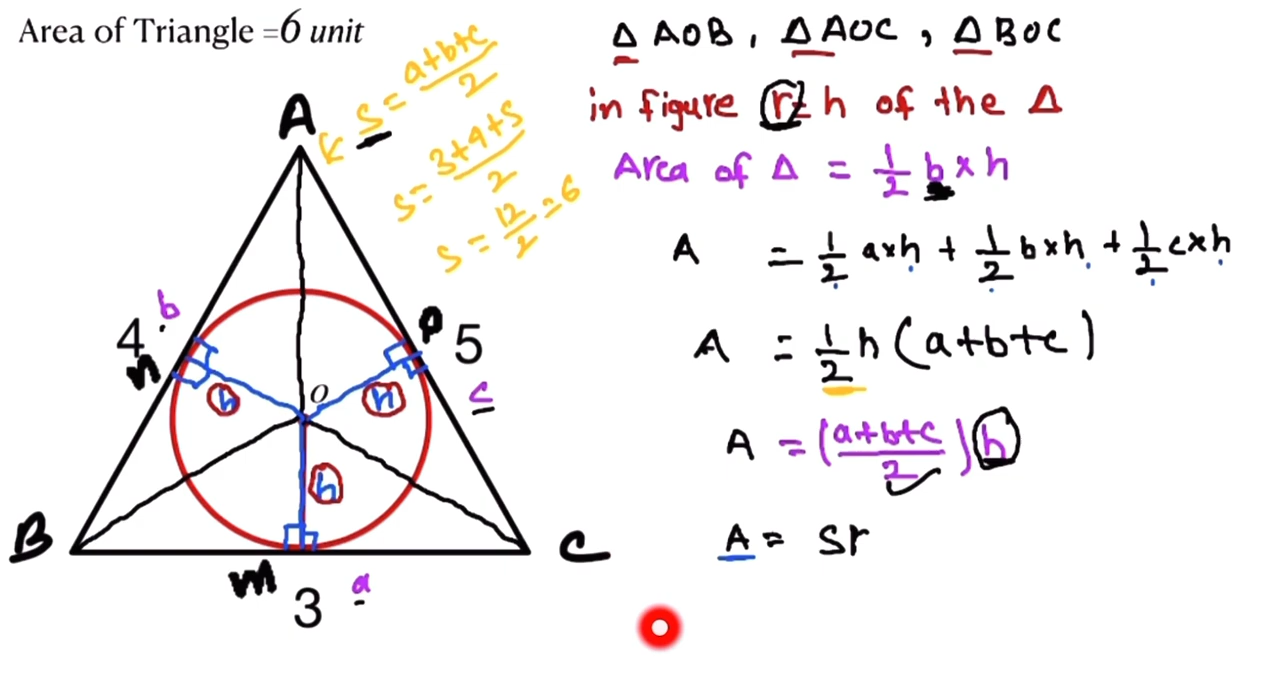 Area of Triangle =6 unit
△ AOB, △ AOC, △ BOC
in figure r= h of the △
Area of △ = 1/2 b×h
A = 1/2 a×h + 1/2 b×h + 1/2 c×h
A = 1/2 h (a+b+c)
A = (a+b+c/2) h
A = sr
s = a+b+c/2
s = 3+4+5/2
s = 12/2 = 6
A
b
4
n
P
5
c
O
h
h
h
B
C
m
3
a